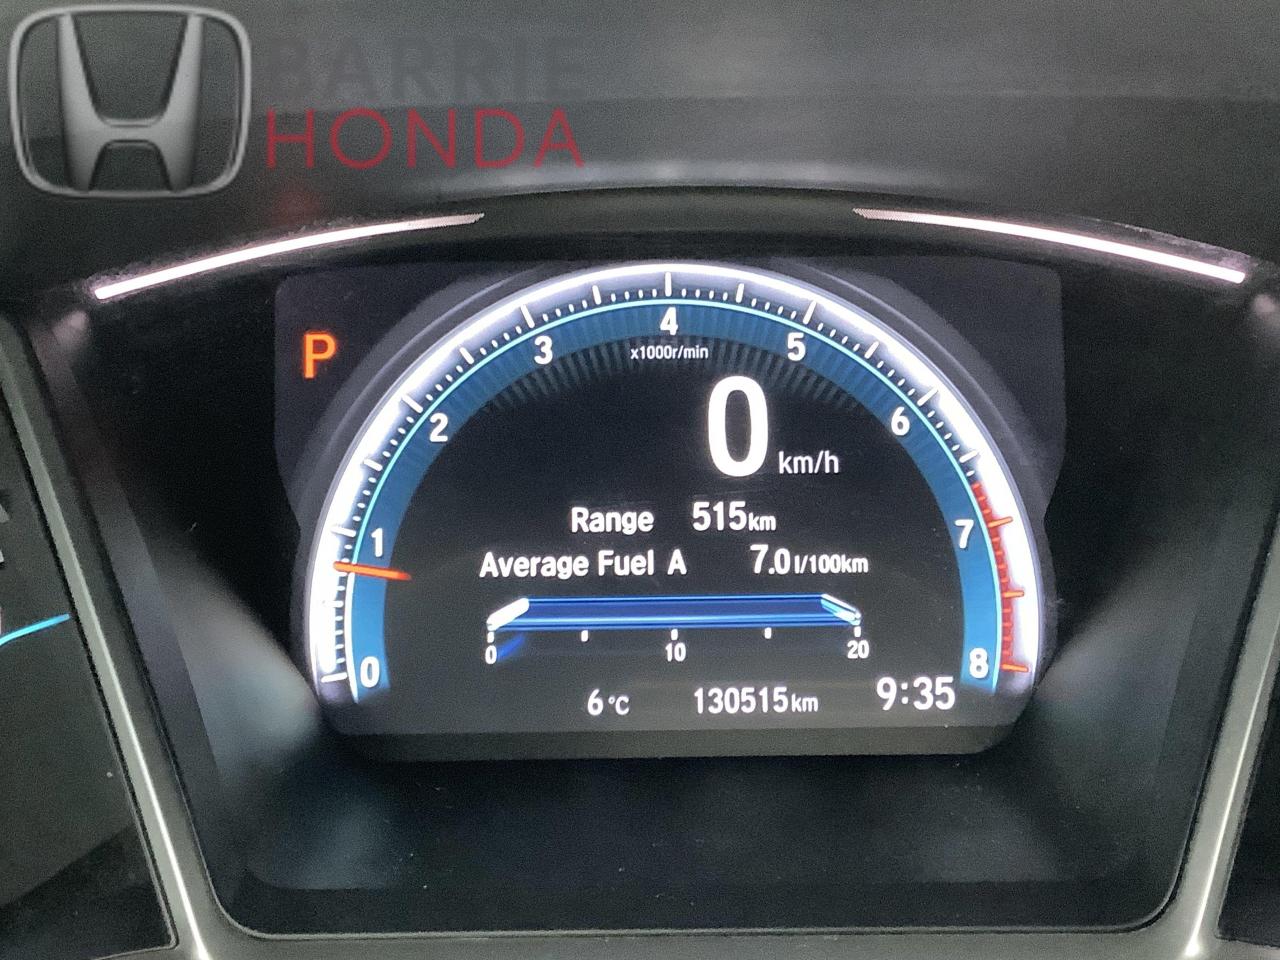 BARRIE
HONDA
P
0 1 2 3 4 5 6 7 8
x1000r/min
0 km/h
Range 515km
Average Fuel A 7.0l/100km
0 10 20
6°C 130515km 9:35